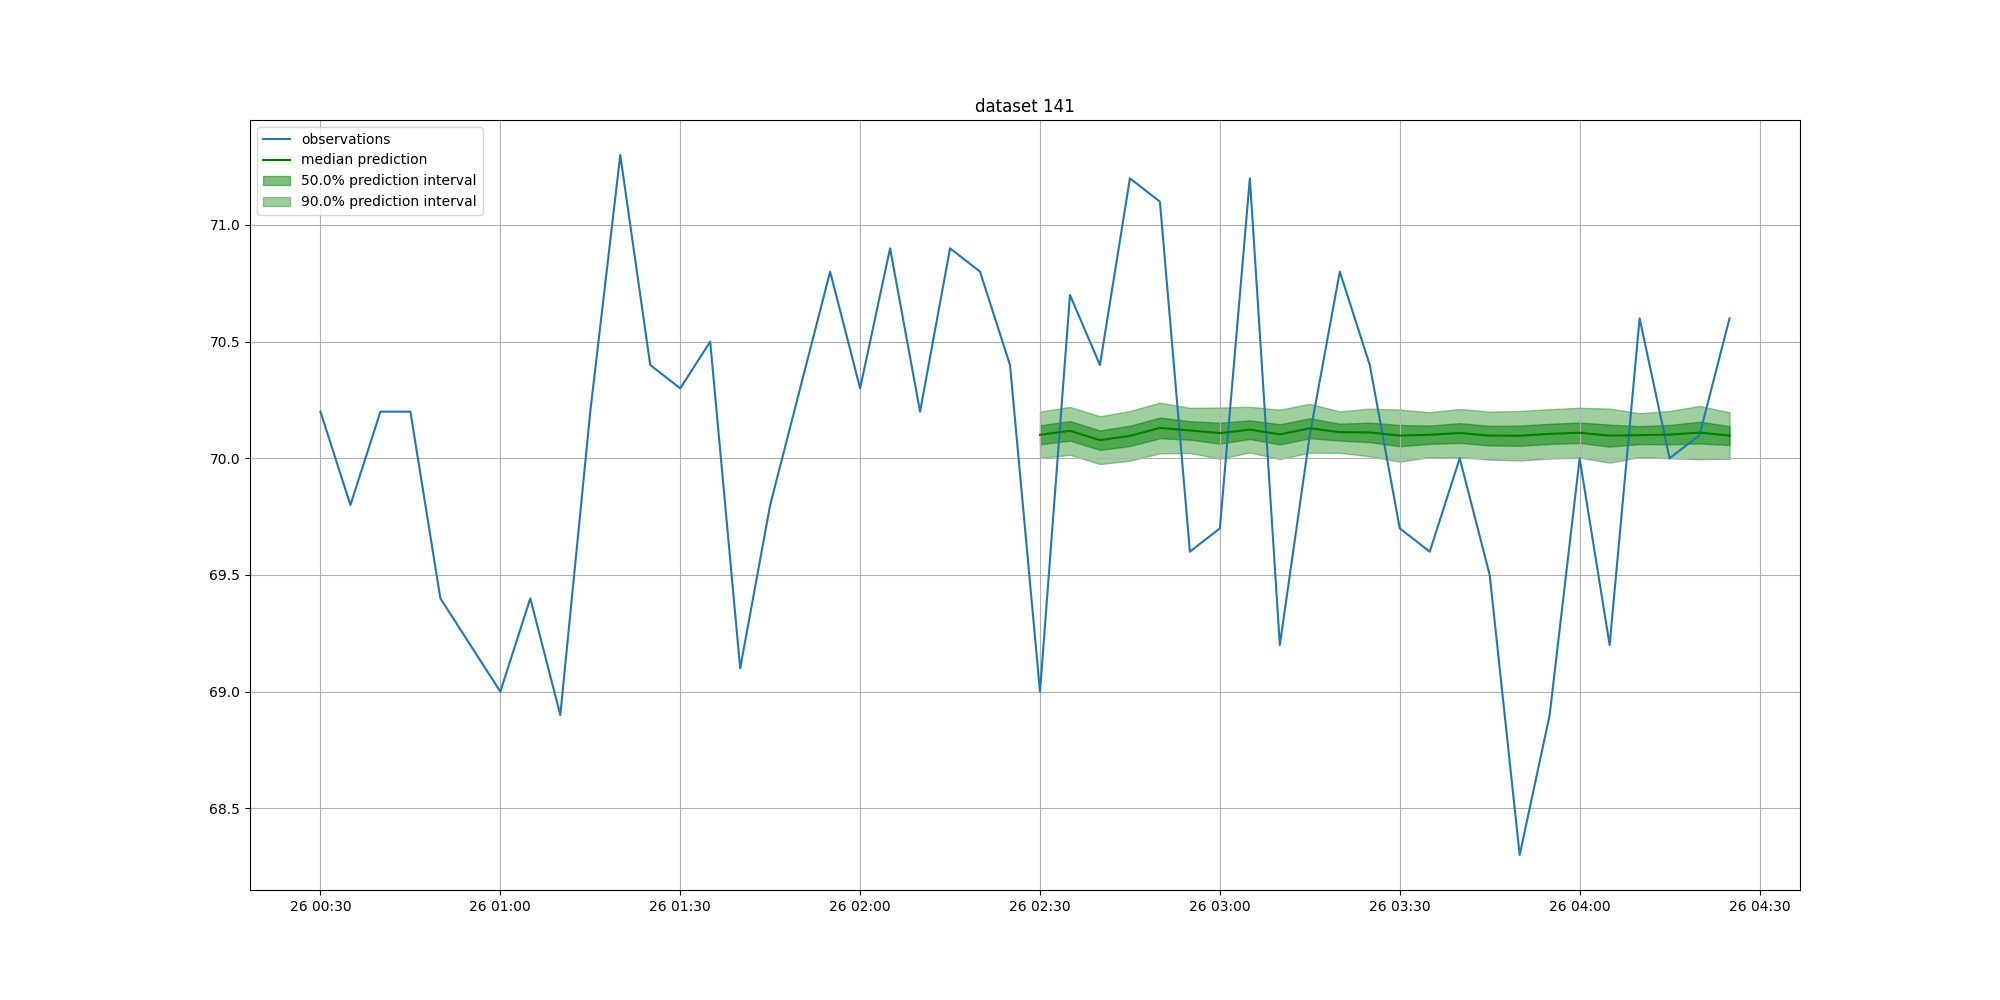 dataset 141
observations
median prediction
50.0% prediction interval
90.0% prediction interval
71.0
70.5
70.0
69.5
69.0
68.5
26 00:30 26 01:00 26 01:30 26 02:00 26 02:30 26 03:00 26 03:30 26 04:00 26 04:30